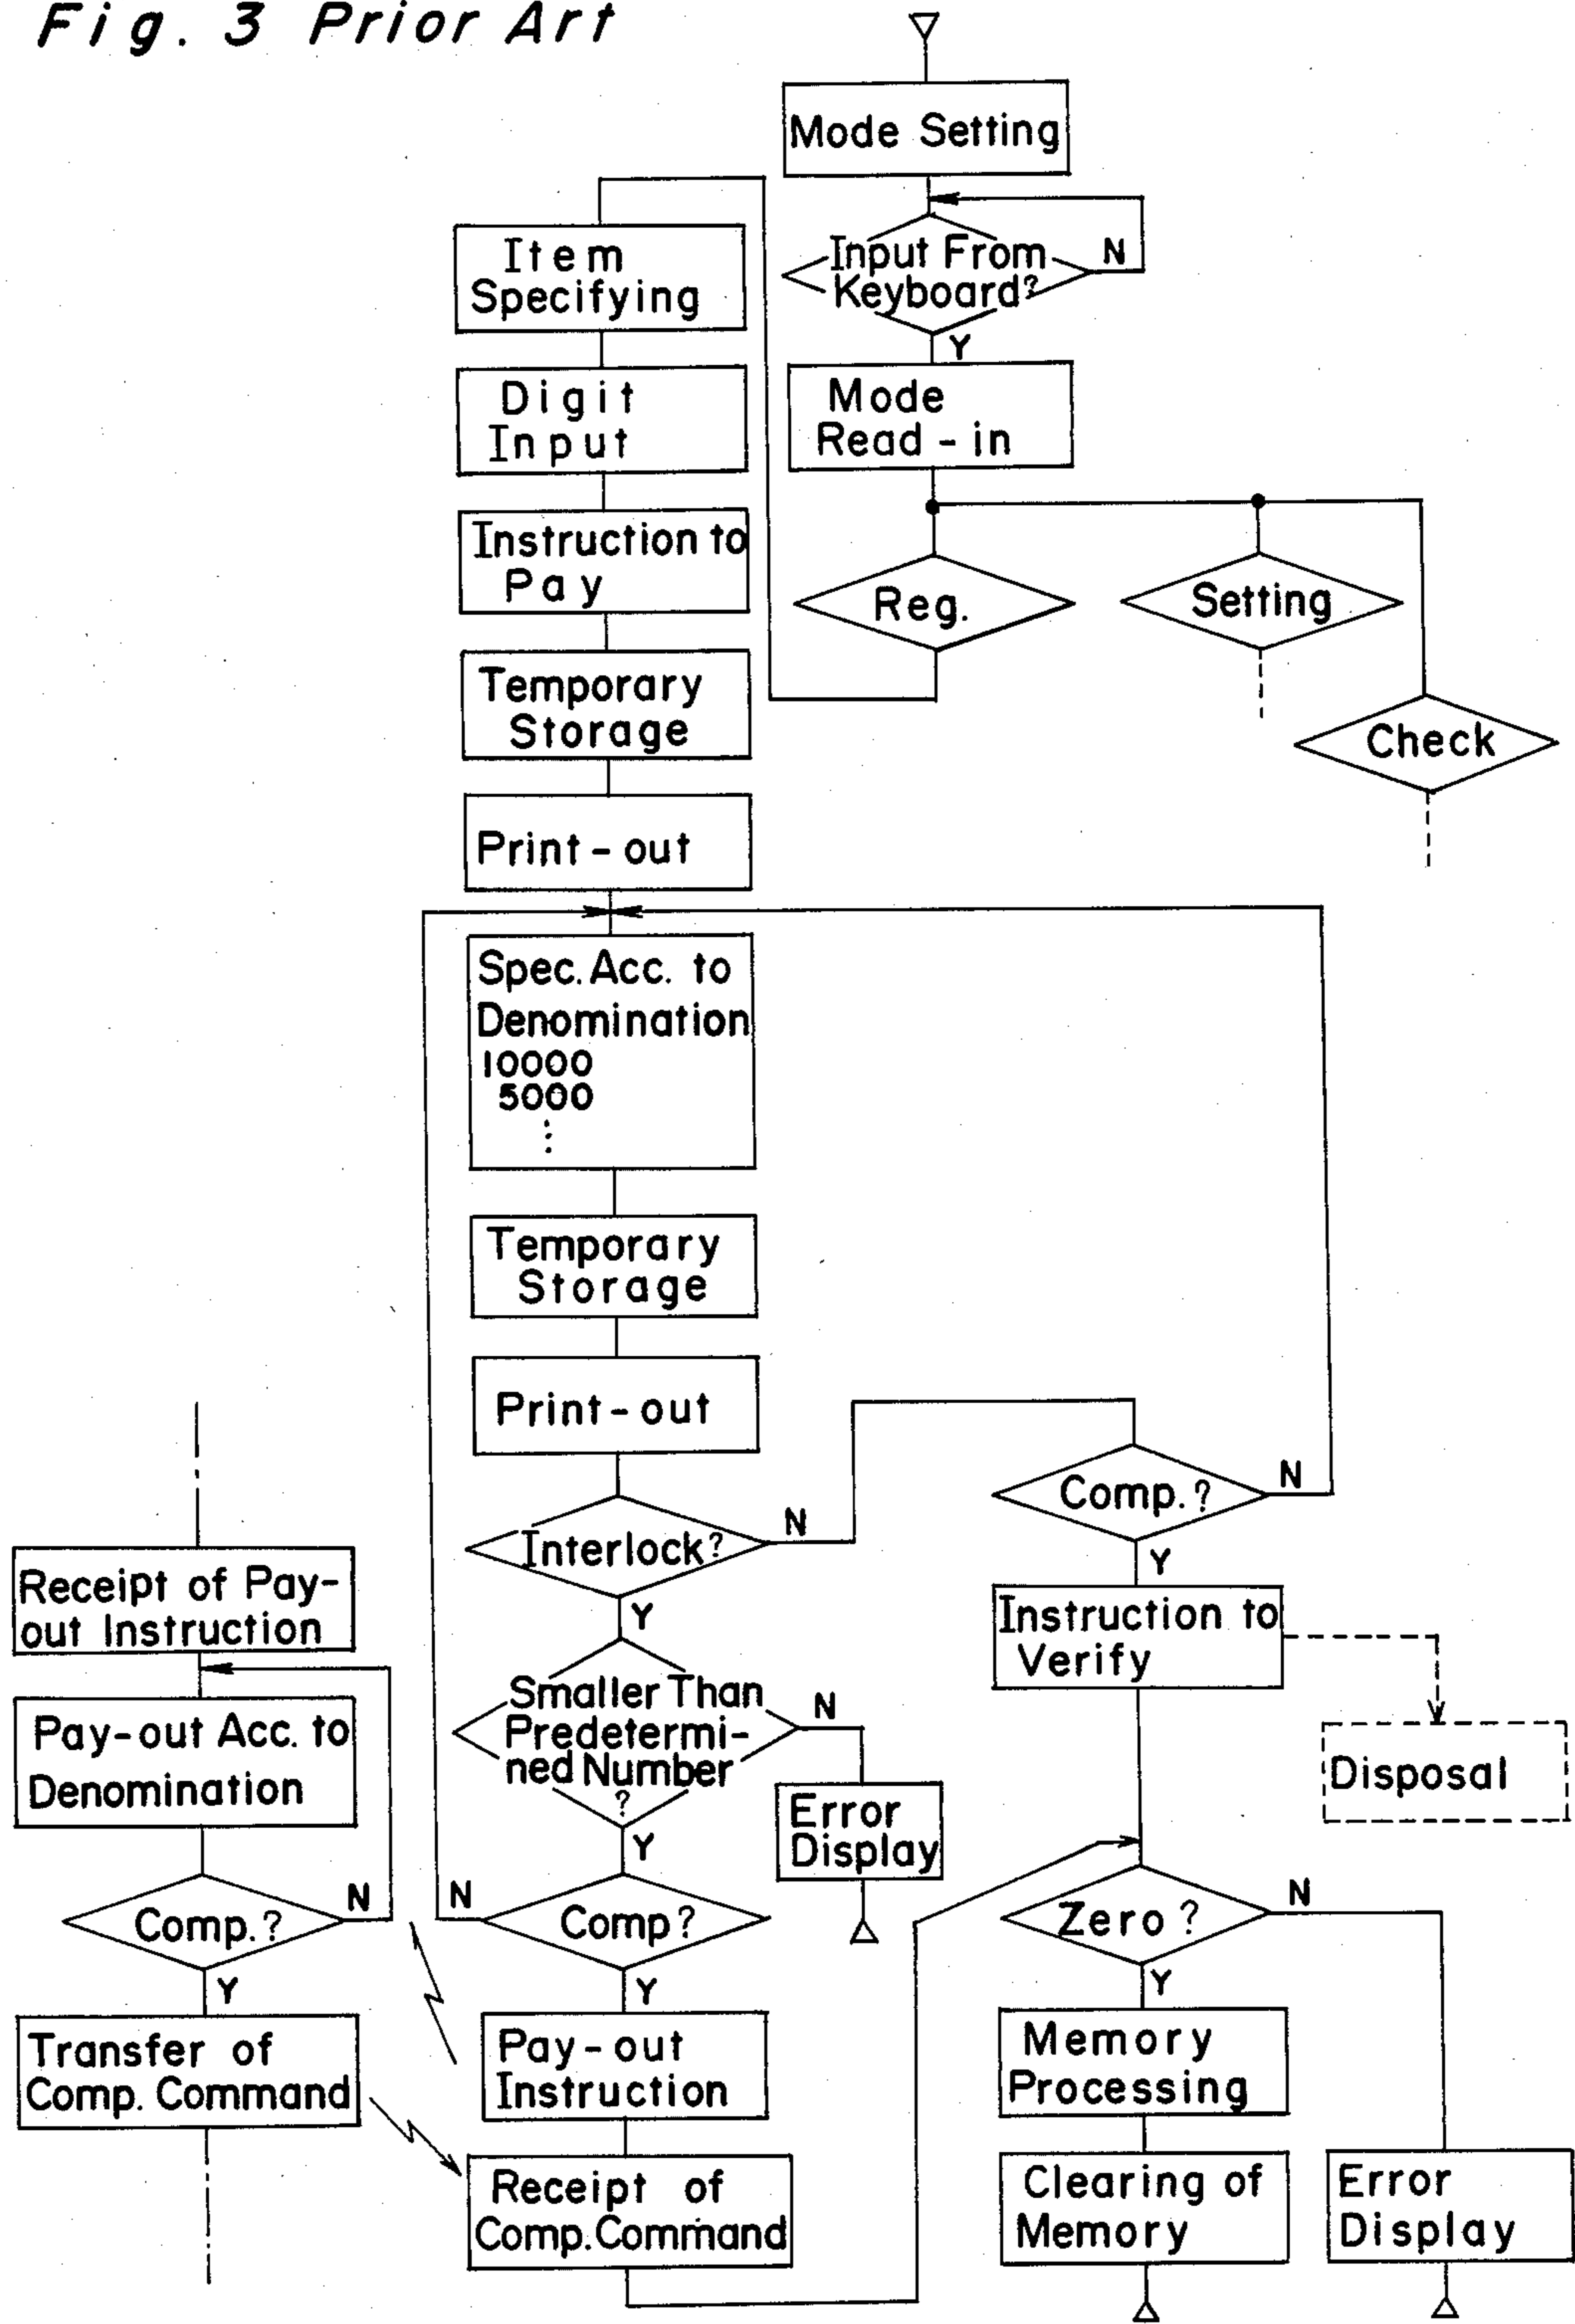 Fig. 3 Prior Art
Mode Setting
Input From
Keyboard?
N
Y
Mode
Read-in
Reg.
Setting
Check
Item
Specifying
Digit
Input
Instruction to
Pay
Temporary
Storage
Print-out
Spec. Acc. to
Denomination
10000
5000
⋮
Temporary
Storage
Print-out
Interlock?
N
Y
Smaller Than
Predetermi-
ned Number
?
N
Y
Error
Display
Comp?
N
Y
Pay-out
Instruction
Receipt of
Comp. Command
Receipt of Pay-
out Instruction
Pay-out Acc. to
Denomination
Comp.?
N
Y
Transfer of
Comp. Command
Comp.?
N
Y
Instruction to
Verify
Disposal
Zero?
N
Y
Memory
Processing
Clearing of
Memory
Error
Display